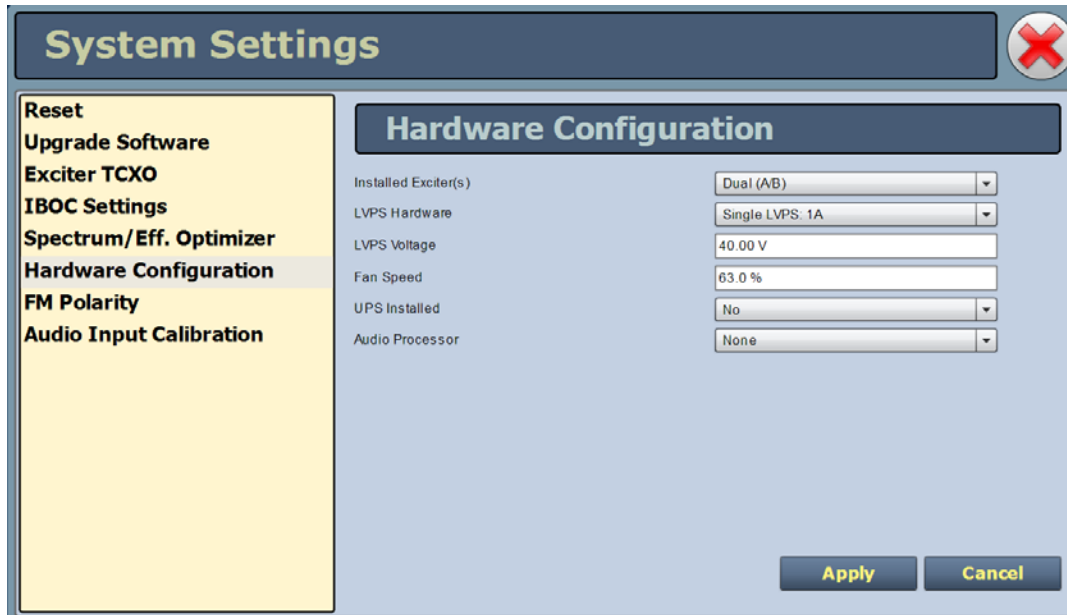 System Settings
Reset
Upgrade Software
Exciter TCXO
IBOC Settings
Spectrum/Eff. Optimizer
Hardware Configuration
FM Polarity
Audio Input Calibration
Hardware Configuration
Installed Exciter(s) Dual (A/B)
LVPS Hardware Single LVPS: 1A
LVPS Voltage 40.00 V
Fan Speed 63.0 %
UPS Installed No
Audio Processor None
Apply Cancel